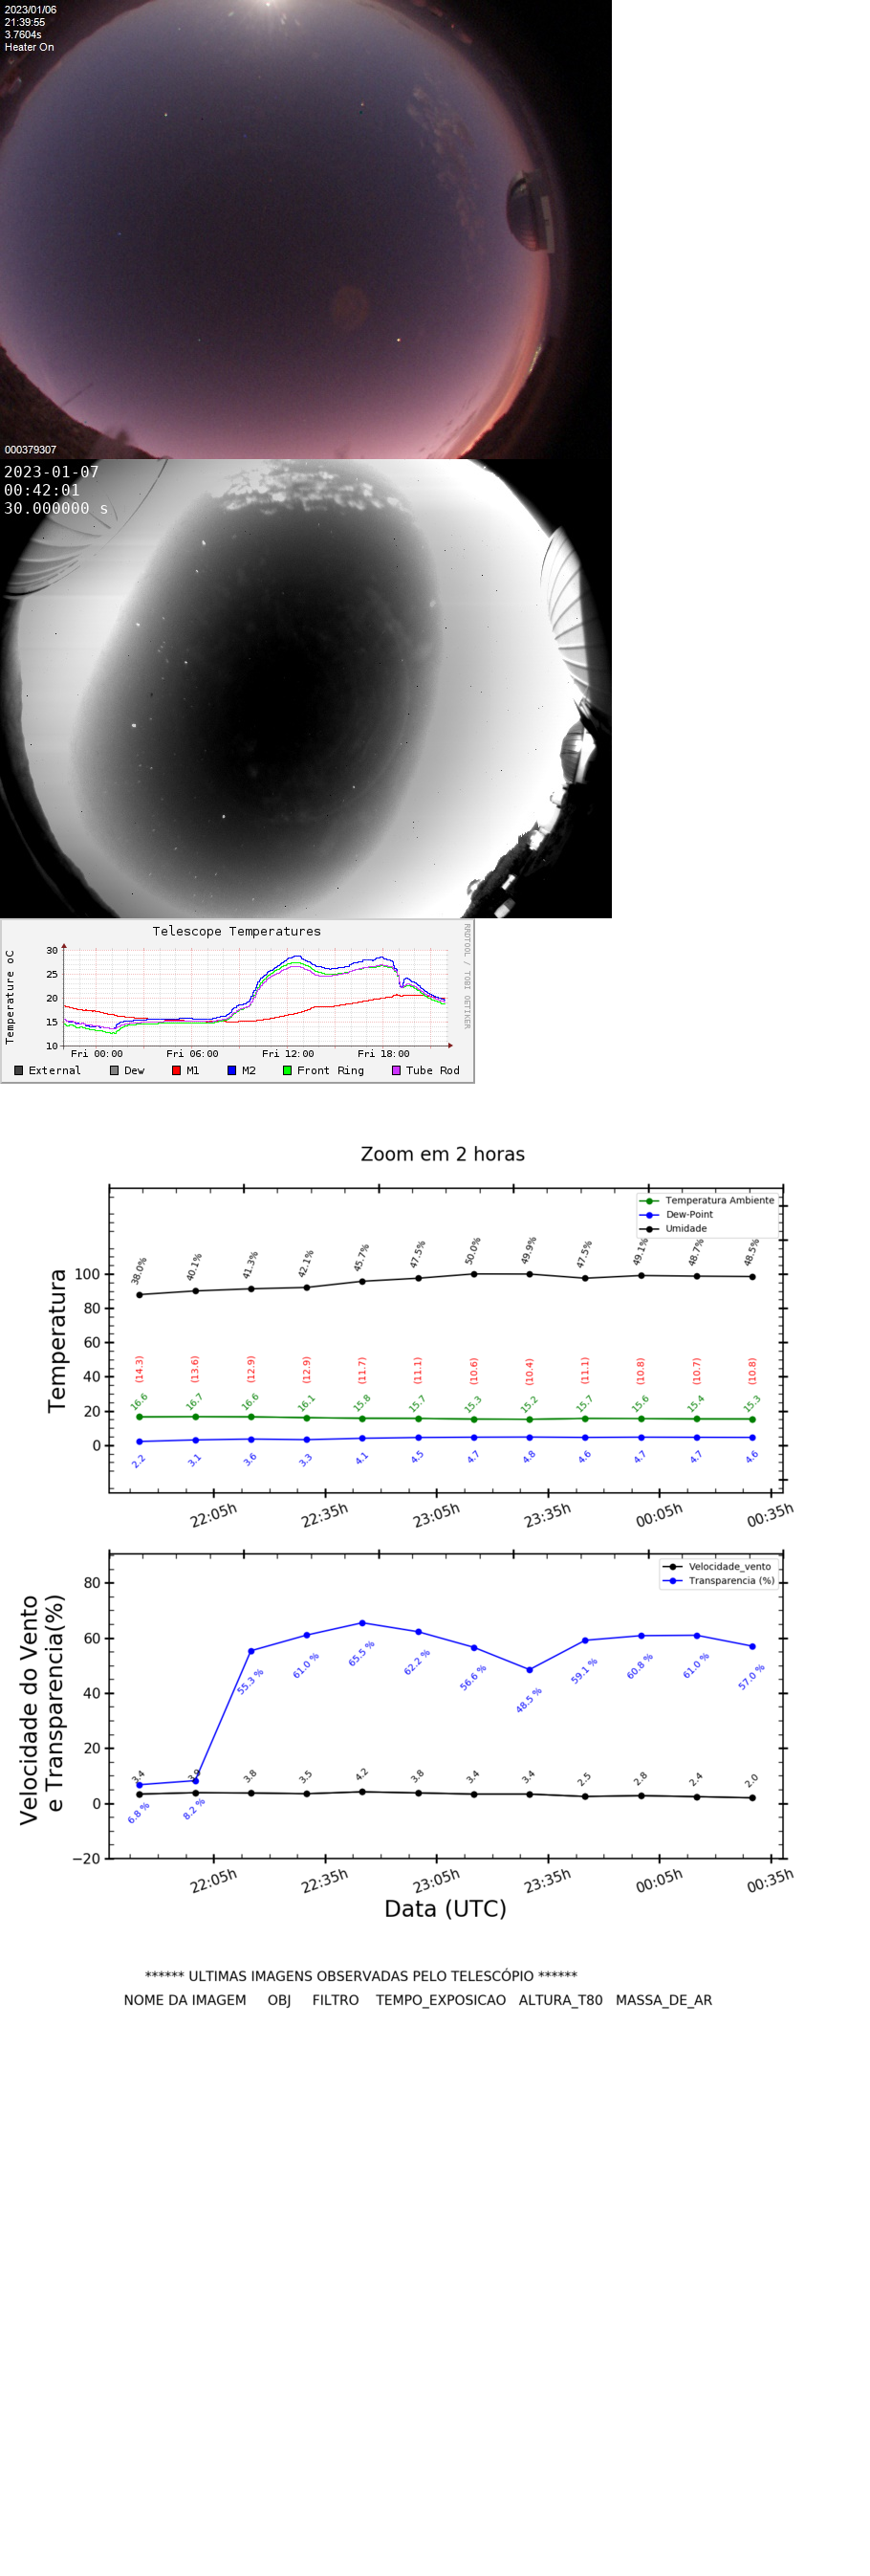 2023/01/06
21:39:55
3.7604s
Heater On
000379307
2023-01-07
00:42:01
30.000000 s
Telescope Temperatures
RRDTOOL / TOBI OETIKER
Temperature oC
30
25
20
15
10
Fri 00:00 Fri 06:00 Fri 12:00 Fri 18:00
External Dew M1 M2 Front Ring Tube Rod
Zoom em 2 horas
Temperatura Ambiente
Dew-Point
Umidade
Temperatura
100
80
60
40
20
0
38.0% 40.1% 41.3% 42.1% 45.7% 47.5% 50.0% 49.9% 47.5% 49.1% 48.7% 48.5%
(14.3) (13.6) (12.9) (12.9) (11.7) (11.1) (10.6) (10.4) (11.1) (10.8) (10.7) (10.8)
16.6 16.7 16.6 16.1 15.8 15.7 15.3 15.2 15.7 15.6 15.4 15.3
2.2 3.1 3.6 3.3 4.1 4.5 4.7 4.8 4.6 4.7 4.7 4.6
22:05h 22:35h 23:05h 23:35h 00:05h 00:35h
Velocidade_vento
Transparencia (%)
Velocidade do Vento
e Transparencia(%)
80
60
40
20
0
−20
55.3 % 61.0 % 65.5 % 62.2 % 56.6 % 48.5 % 59.1 % 60.8 % 61.0 % 57.0 %
3.4 3.9 3.8 3.5 4.2 3.8 3.4 3.4 2.5 2.8 2.4 2.0
6.8 % 8.2 %
22:05h 22:35h 23:05h 23:35h 00:05h 00:35h
Data (UTC)
****** ULTIMAS IMAGENS OBSERVADAS PELO TELESCÓPIO ******
NOME DA IMAGEM OBJ FILTRO TEMPO_EXPOSICAO ALTURA_T80 MASSA_DE_AR